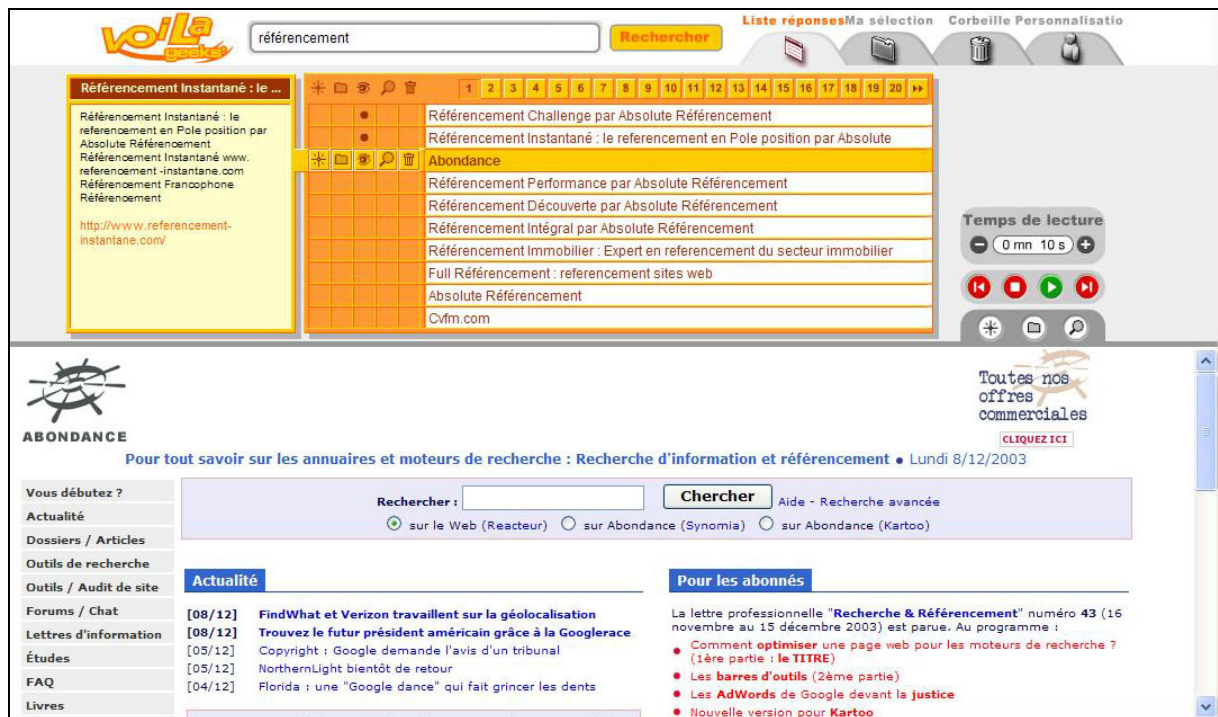 voila
geeks
référencement
Rechercher
Liste réponses Ma sélection Corbeille Personnalisatio
Référencement Instantané : le ...
Référencement Instantané : le
referencement en Pole position par
Absolute Référencement
Référencement Instantané www.
referencement -instantane.com
Référencement Francophone
Référencement
http://www.referencement-
instantane.com/
1 2 3 4 5 6 7 8 9 10 11 12 13 14 15 16 17 18 19 20
Référencement Challenge par Absolute Référencement
Référencement Instantané : le referencement en Pole position par Absolute
Abondance
Référencement Performance par Absolute Référencement
Référencement Découverte par Absolute Référencement
Référencement Intégral par Absolute Référencement
Référencement Immobilier : Expert en referencement du secteur immobilier
Full Référencement : referencement sites web
Absolute Référencement
Cvfm.com
Temps de lecture
0 mn 10 s
ABONDANCE
Toutes nos
offres
commerciales
CLIQUEZ ICI
Pour tout savoir sur les annuaires et moteurs de recherche : Recherche d'information et référencement • Lundi 8/12/2003
Vous débutez ?
Actualité
Dossiers / Articles
Outils de recherche
Outils / Audit de site
Forums / Chat
Lettres d'information
Études
FAQ
Livres
Rechercher : Chercher Aide - Recherche avancée
sur le Web (Reacteur) sur Abondance (Synomia) sur Abondance (Kartoo)
Actualité
[08/12] FindWhat et Verizon travaillent sur la géolocalisation
[08/12] Trouvez le futur président américain grâce à la Googlerace
[05/12] Copyright : Google demande l'avis d'un tribunal
[05/12] NorthernLight bientôt de retour
[04/12] Florida : une "Google dance" qui fait grincer les dents
Pour les abonnés
La lettre professionnelle "Recherche & Référencement" numéro 43 (16
novembre au 15 décembre 2003) est parue. Au programme :
• Comment optimiser une page web pour les moteurs de recherche ?
(1ère partie : le TITRE)
• Les barres d'outils (2ème partie)
• Les AdWords de Google devant la justice
• Nouvelle version pour Kartoo